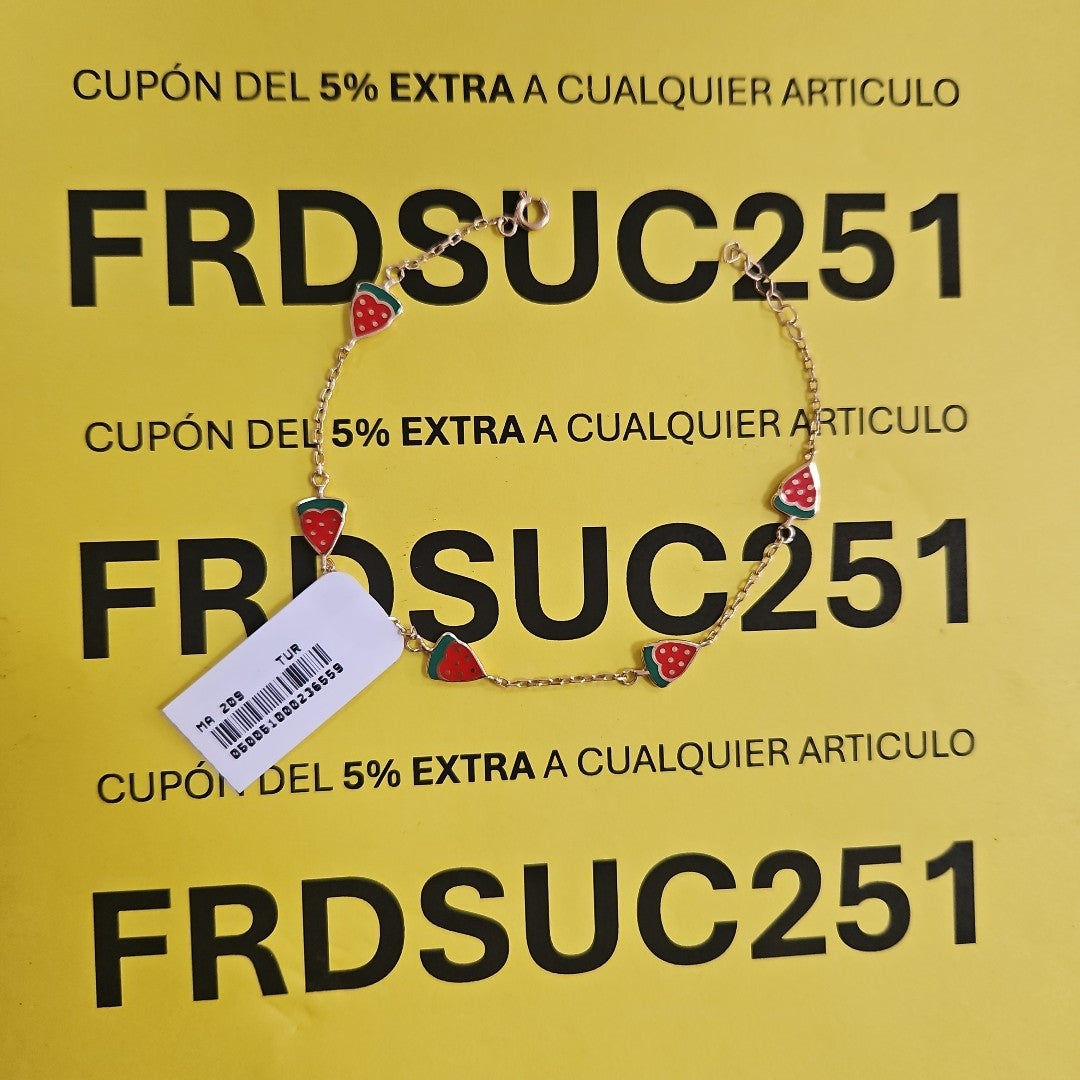 CUPÓN DEL 5% EXTRA A CUALQUIER ARTICULO
FRDSUC251
CUPÓN DEL 5% EXTRA A CUALQUIER ARTICULO
FRDSUC251
TUR
MA 209
050051000236559
CUPÓN DEL 5% EXTRA A CUALQUIER ARTICULO
FRDSUC251